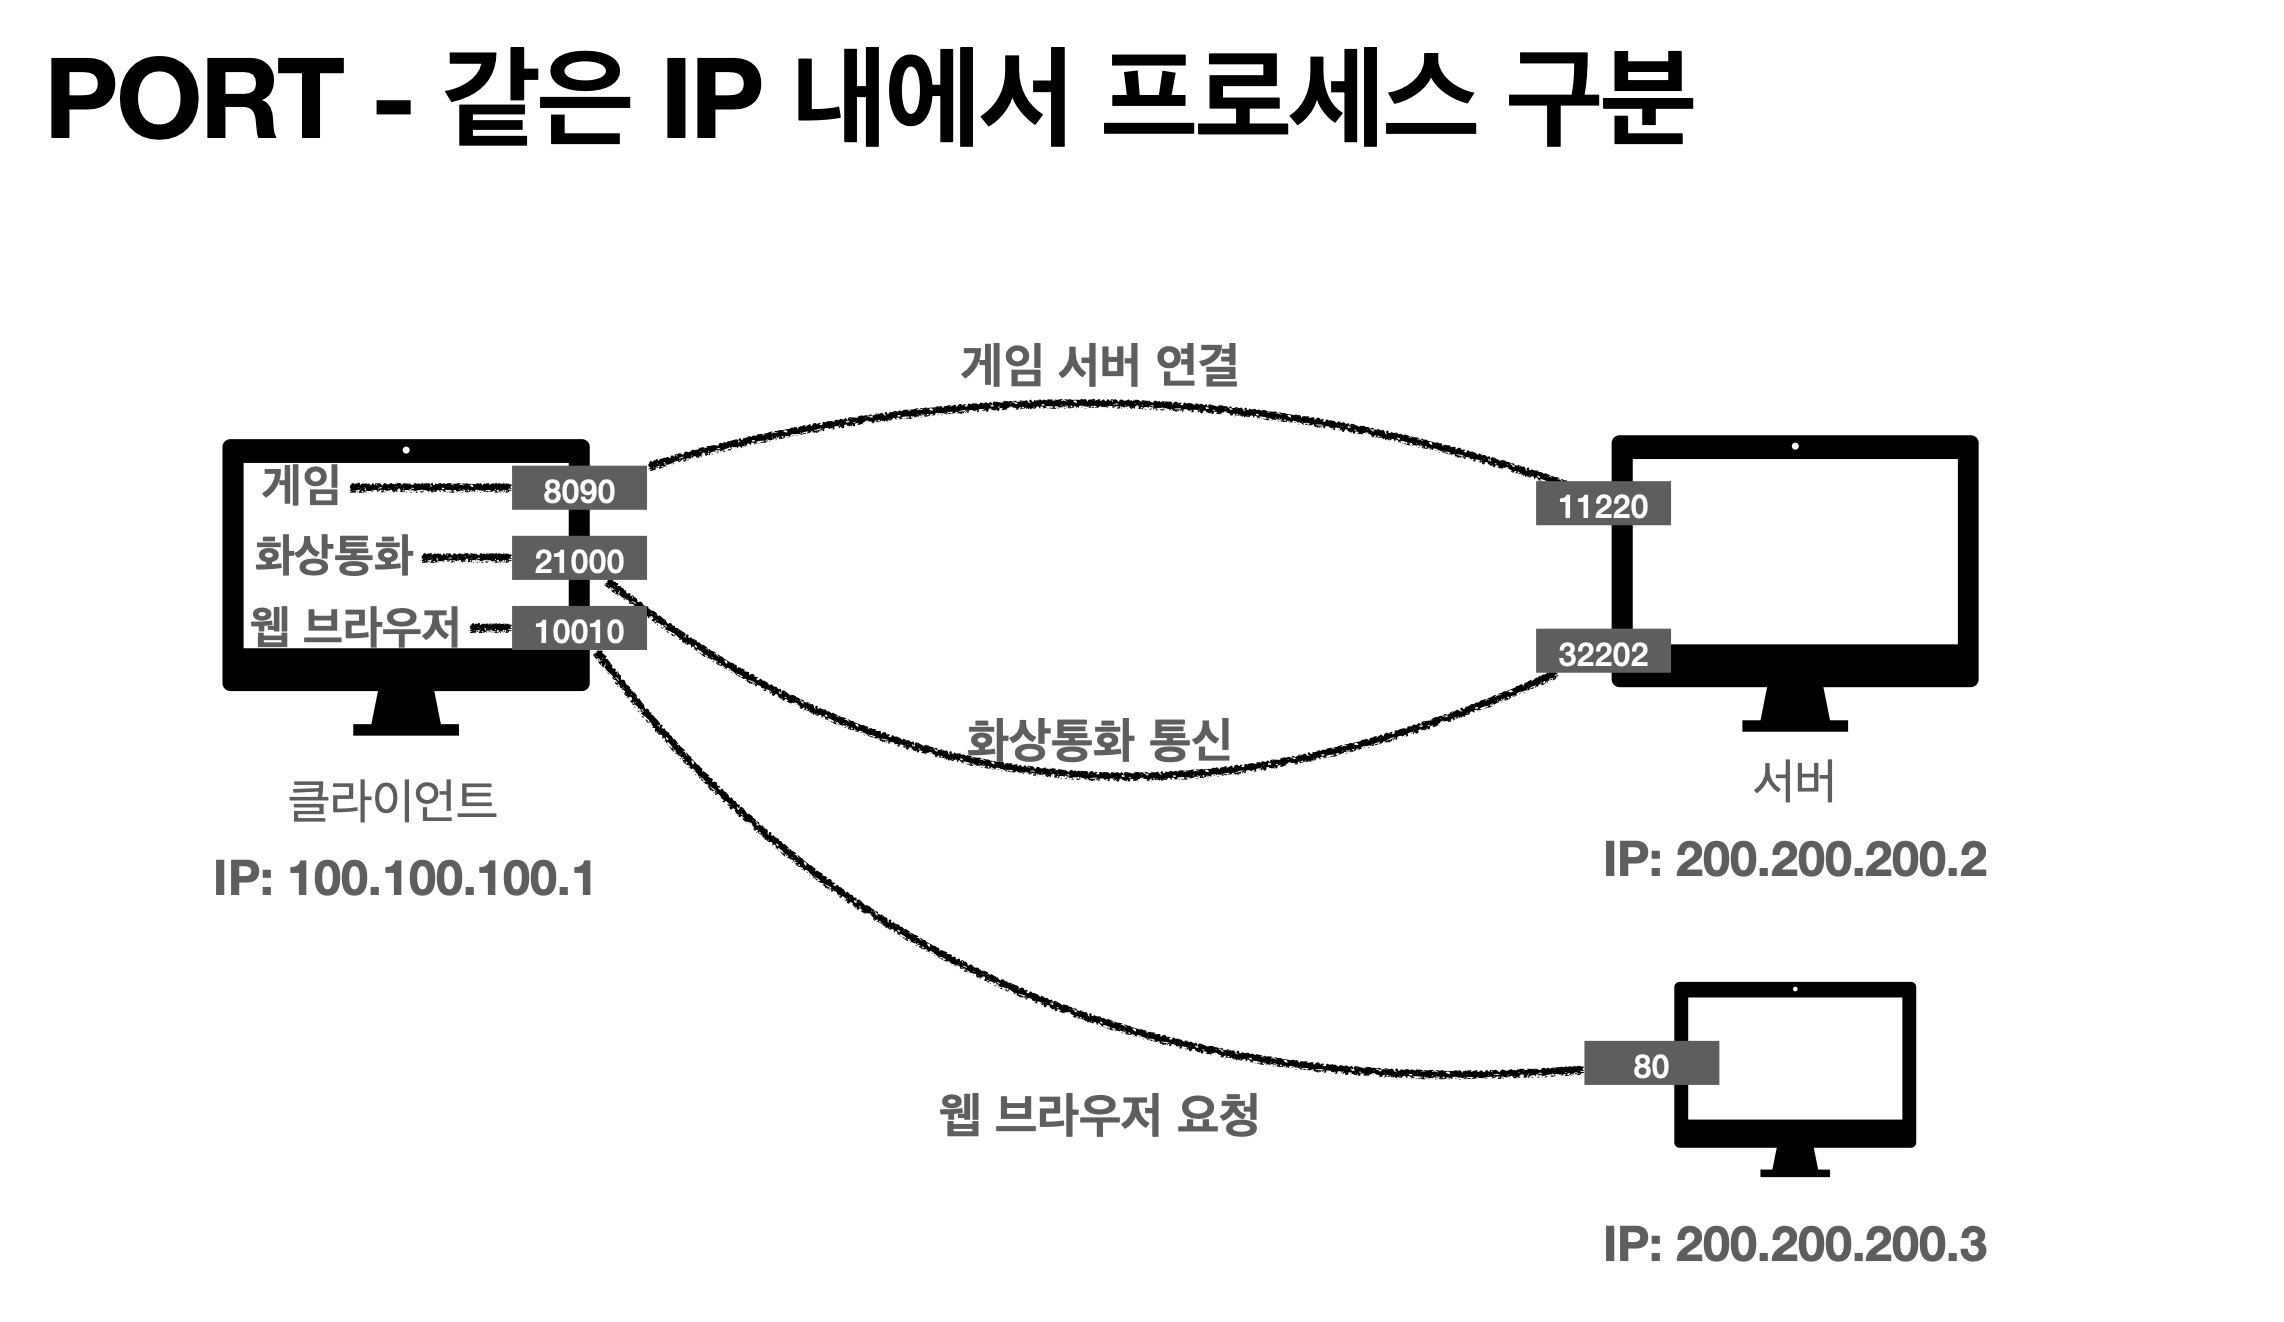 PORT - 같은 IP 내에서 프로세스 구분
게임 서버 연결
게임
8090
11220
화상통화
21000
웹 브라우저
10010
32202
화상통화 통신
클라이언트
서버
IP: 100.100.100.1
IP: 200.200.200.2
80
웹 브라우저 요청
IP: 200.200.200.3